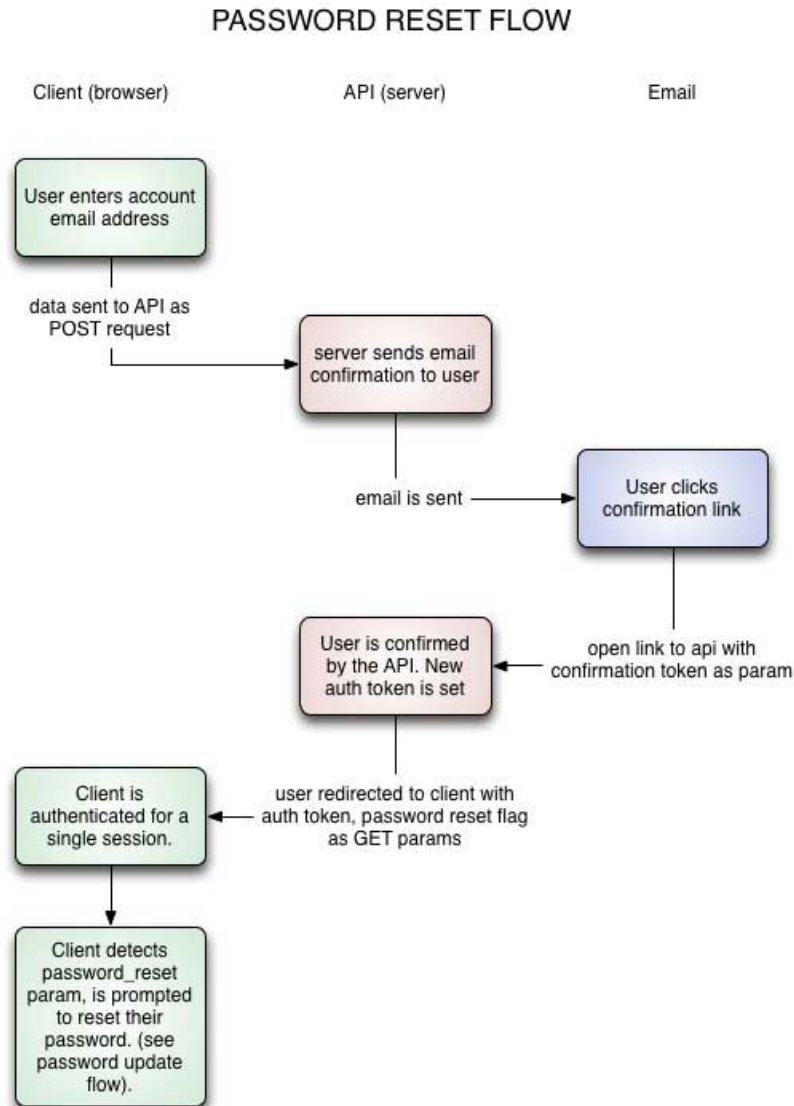 PASSWORD RESET FLOW
Client (browser)
API (server)
Email
User enters account
email address
data sent to API as
POST request
server sends email
confirmation to user
email is sent
User clicks
confirmation link
open link to api with
confirmation token as param
User is confirmed
by the API. New
auth token is set
user redirected to client with
auth token, password reset flag
as GET params
Client is
authenticated for a
single session.
Client detects
password_reset
param, is prompted
to reset their
password. (see
password update
flow).